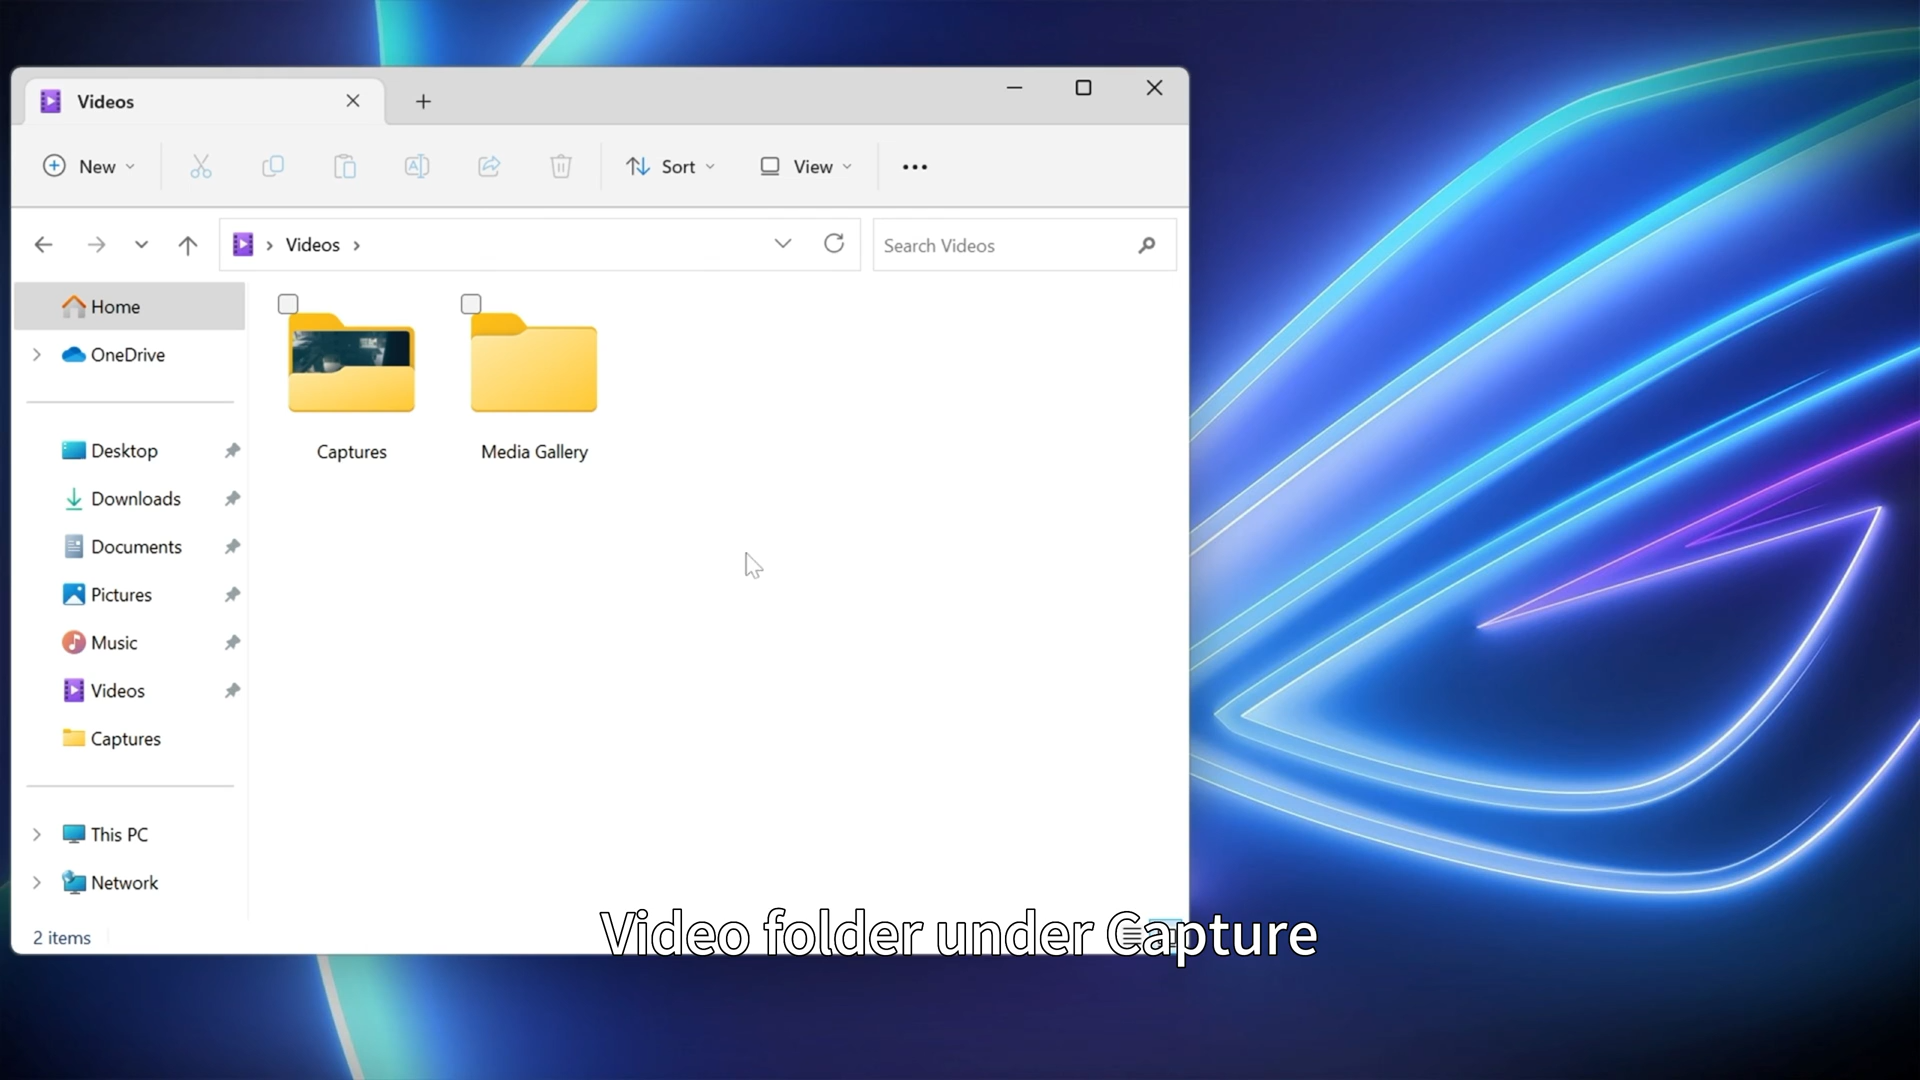 Videos
New
Sort
View
Videos
Search Videos
Home
OneDrive
Desktop
Downloads
Documents
Pictures
Music
Videos
Captures
This PC
Network
Captures
Media Gallery
2 items
Video folder under Capture